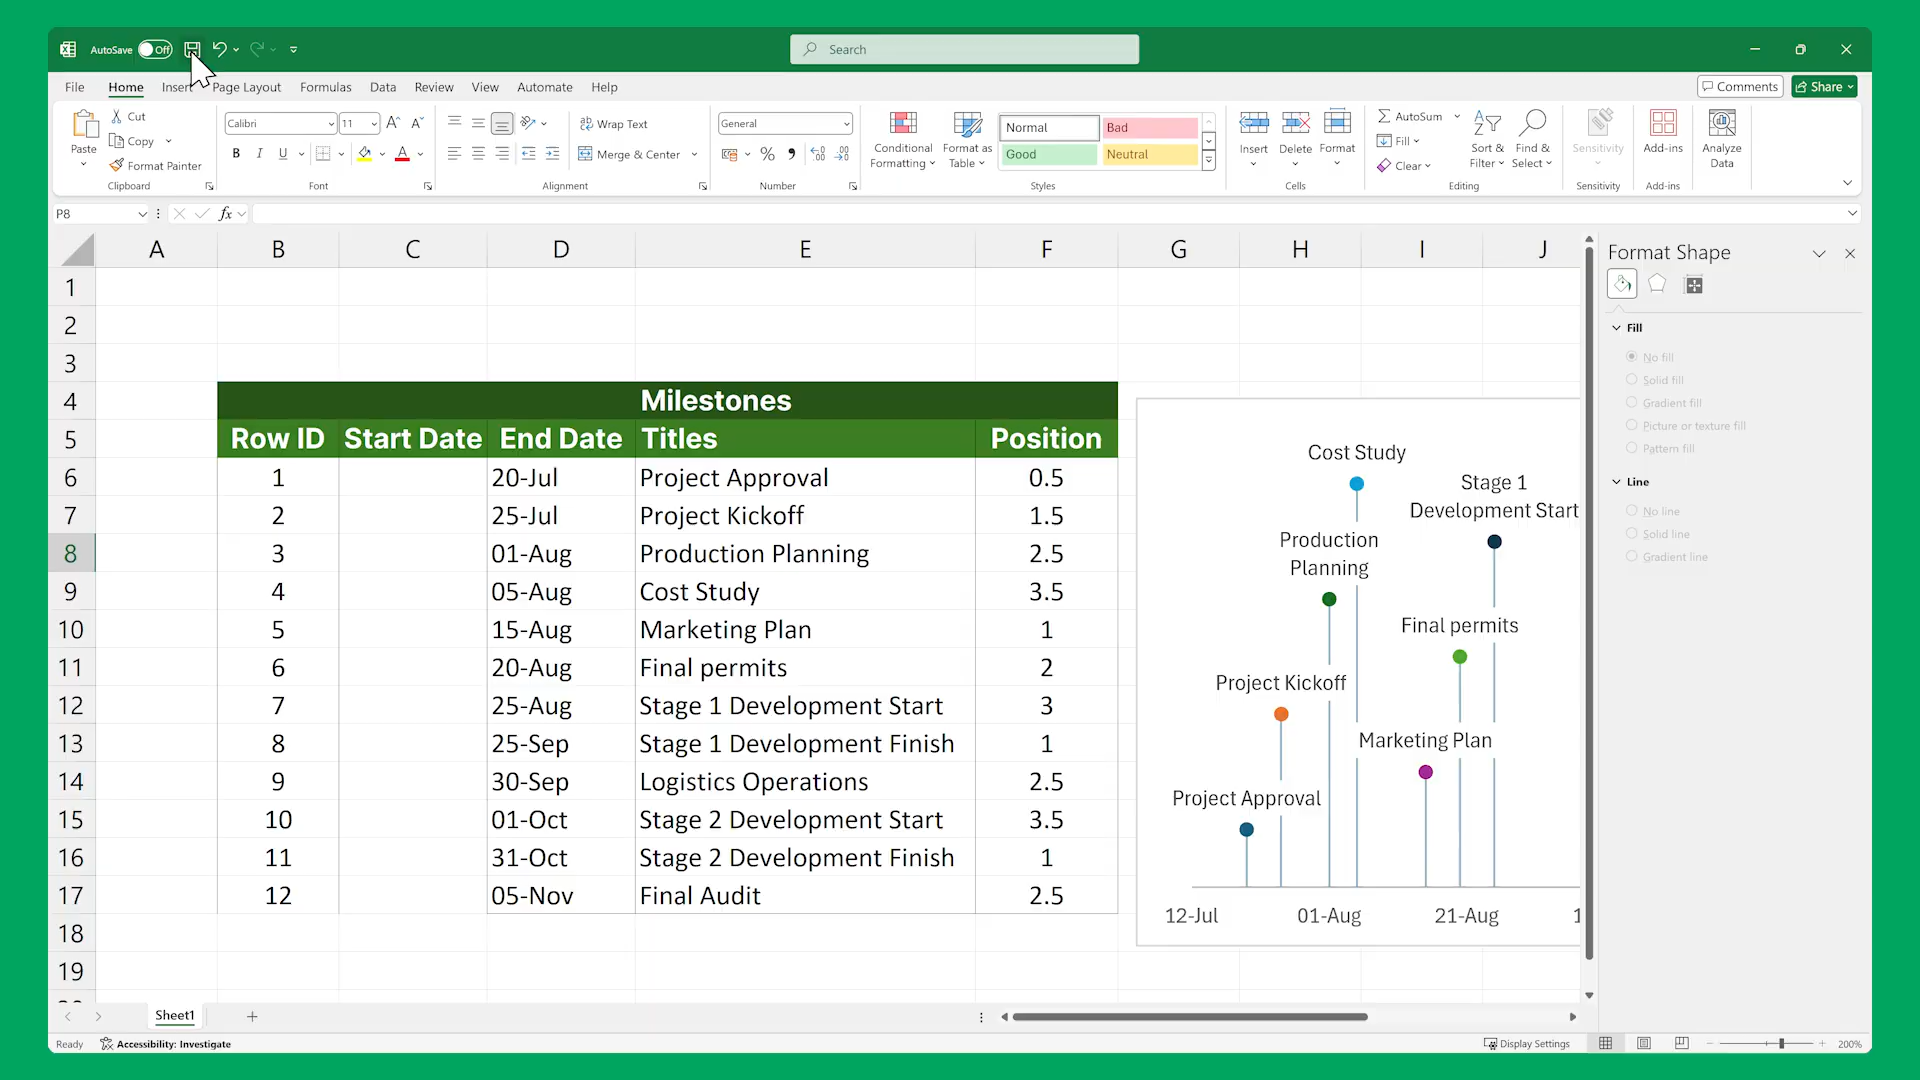 AutoSave Off
Search
File Home Insert Page Layout Formulas Data Review View Automate Help
Comments Share
Paste
Cut
Copy
Format Painter
Clipboard
Calibri 11
B I U
Font
Wrap Text
Merge & Center
Alignment
General
Number
Conditional Formatting
Format as Table
Normal Bad
Good Neutral
Styles
Insert Delete Format
Cells
AutoSum
Fill
Clear
Sort & Filter
Find & Select
Editing
Sensitivity
Sensitivity
Add-ins
Add-ins
Analyze Data
P8 fx
A B C D E F G H I J
1
2
3
4 Milestones
5 Row ID Start Date End Date Titles Position
6 1 20-Jul Project Approval 0.5
7 2 25-Jul Project Kickoff 1.5
8 3 01-Aug Production Planning 2.5
9 4 05-Aug Cost Study 3.5
10 5 15-Aug Marketing Plan 1
11 6 20-Aug Final permits 2
12 7 25-Aug Stage 1 Development Start 3
13 8 25-Sep Stage 1 Development Finish 1
14 9 30-Sep Logistics Operations 2.5
15 10 01-Oct Stage 2 Development Start 3.5
16 11 31-Oct Stage 2 Development Finish 1
17 12 05-Nov Final Audit 2.5
18
19
Cost Study
Stage 1
Development Start
Production
Planning
Final permits
Project Kickoff
Marketing Plan
Project Approval
12-Jul 01-Aug 21-Aug 1
Format Shape
Fill
No fill
Solid fill
Gradient fill
Picture or texture fill
Pattern fill
Line
No line
Solid line
Gradient line
Sheet1
Ready Accessibility: Investigate Display Settings 200%